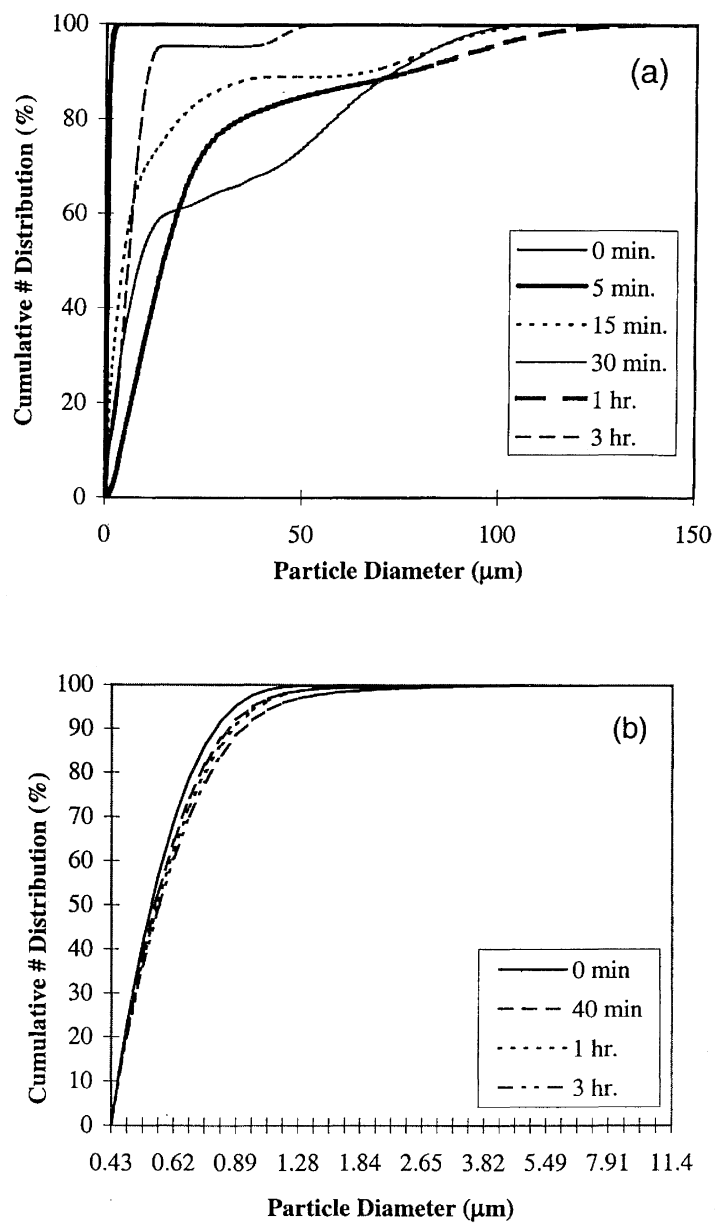 (a)
Cumulative # Distribution (%)
100
80
60
40
20
0
0 50 100 150
Particle Diameter (μm)
0 min.
5 min.
15 min.
30 min.
1 hr.
3 hr.
(b)
Cumulative # Distribution (%)
100
90
80
70
60
50
40
30
20
10
0
0.43 0.62 0.89 1.28 1.84 2.65 3.82 5.49 7.91 11.4
Particle Diameter (μm)
0 min
40 min
1 hr.
3 hr.